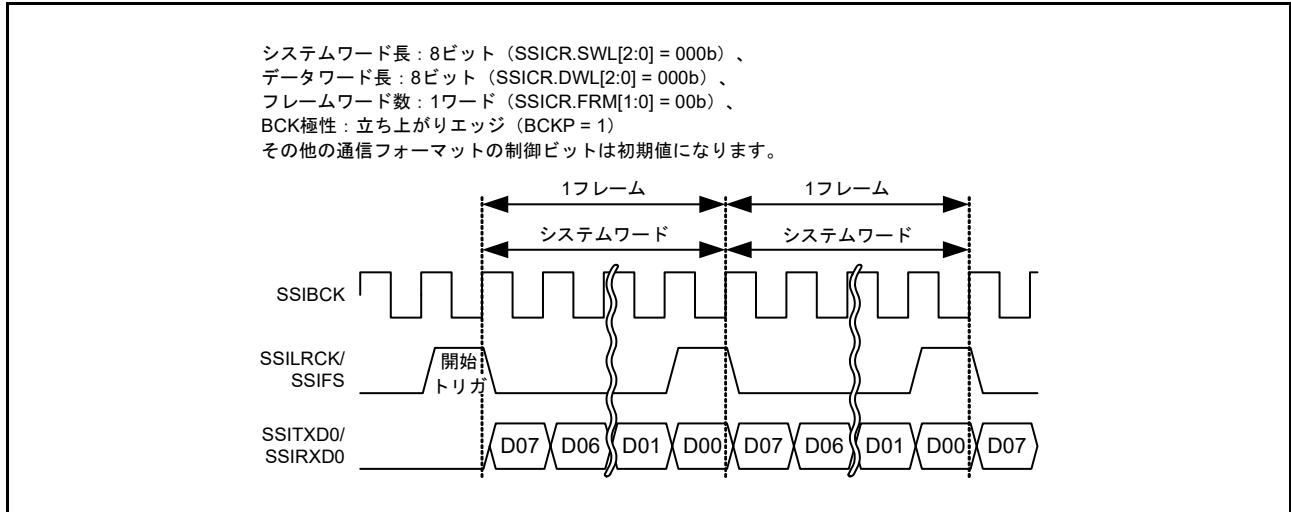 システムワード長：8ビット（SSICR.SWL[2:0] = 000b）、
データワード長：8ビット（SSICR.DWL[2:0] = 000b）、
フレームワード数：1ワード（SSICR.FRM[1:0] = 00b）、
BCK極性：立ち上がりエッジ（BCKP = 1）
その他の通信フォーマットの制御ビットは初期値になります。
1フレーム 1フレーム
システムワード システムワード
SSIBCK
SSILRCK/
SSIFS
開始
トリガ
SSITXD0/
SSIRXD0
D07 D06 D01 D00 D07 D06 D01 D00 D07